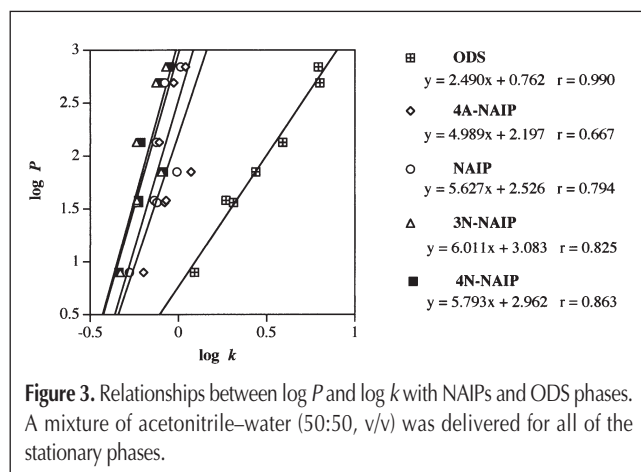 3
2.5
2
1.5
1
0.5
log P
-0.5
0
0.5
1
log k
ODS
y = 2.490x + 0.762 r = 0.990
4A-NAIP
y = 4.989x + 2.197 r = 0.667
NAIP
y = 5.627x + 2.526 r = 0.794
3N-NAIP
y = 6.011x + 3.083 r = 0.825
4N-NAIP
y = 5.793x + 2.962 r = 0.863
Figure 3. Relationships between log P and log k with NAIPs and ODS phases.
A mixture of acetonitrile–water (50:50, v/v) was delivered for all of the
stationary phases.